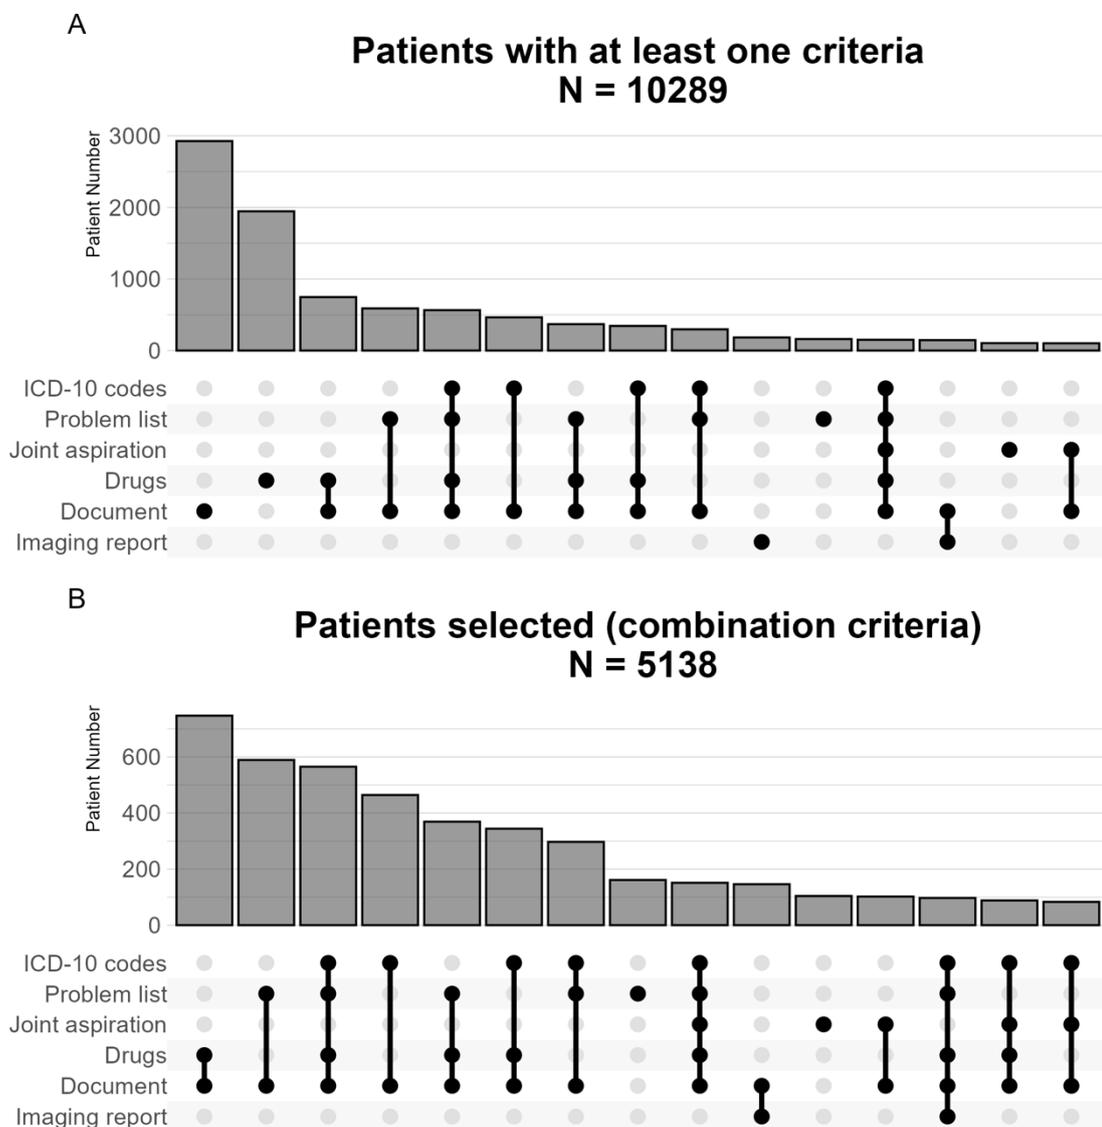 A
Patients with at least one criteria
N = 10289
Patient Number
3000
2000
1000
0
ICD-10 codes
Problem list
Joint aspiration
Drugs
Document
Imaging report
B
Patients selected (combination criteria)
N = 5138
Patient Number
600
400
200
0
ICD-10 codes
Problem list
Joint aspiration
Drugs
Document
Imaging report